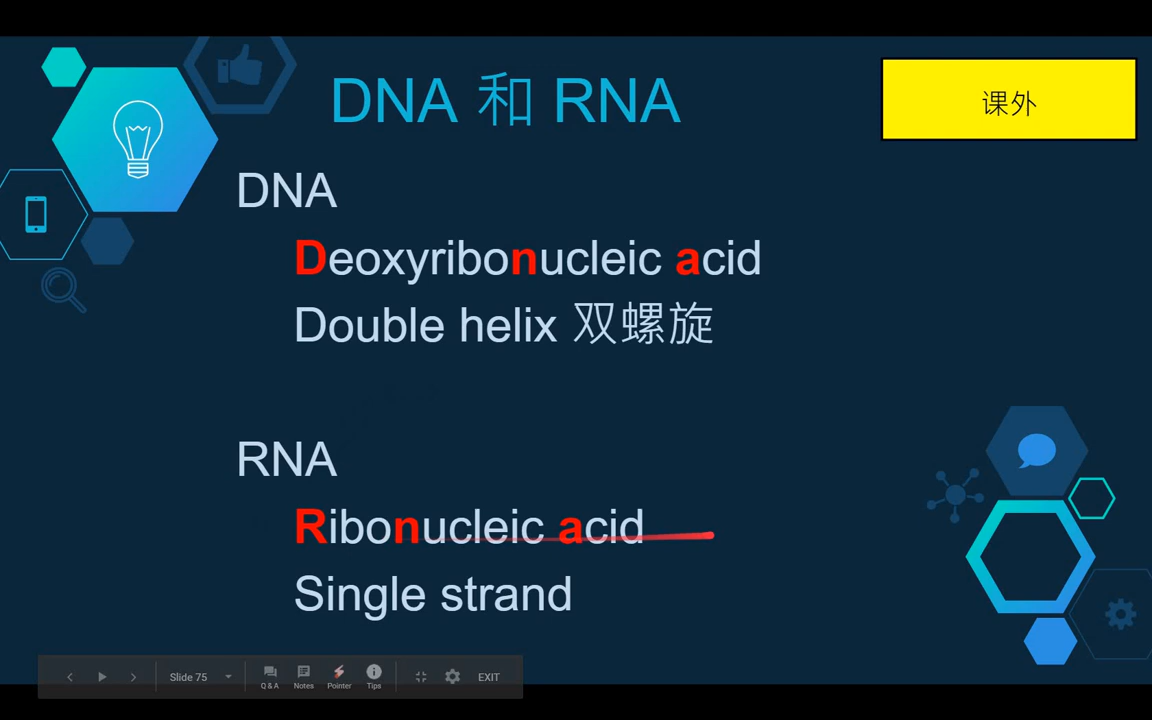 DNA 和 RNA
课外
DNA
Deoxyribonucleic acid
Double helix 双螺旋
RNA
Ribonucleic acid
Single strand
Slide 75
Q & A
Notes
Pointer
Tips
EXIT